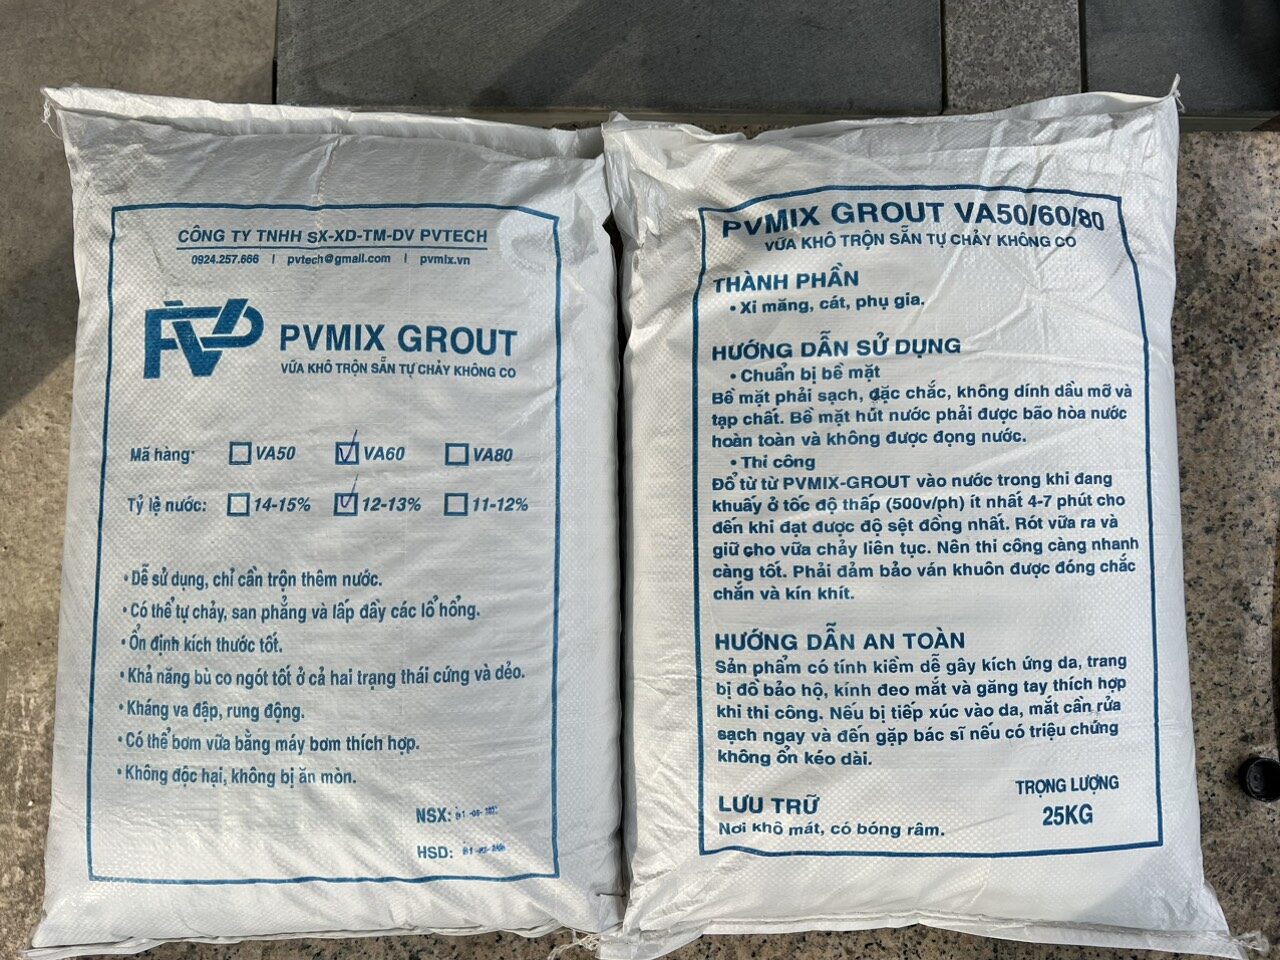 CÔNG TY TNHH SX-XD-TM-DV PVTECH
0924.257.666 | pvtech@gmail.com | pvmix.vn
PVMIX GROUT
VỮA KHÔ TRỘN SẴN TỰ CHẢY KHÔNG CO
Mã hàng: VA50 VA60 VA80
Tỷ lệ nước: 14-15% 12-13% 11-12%
• Dễ sử dụng, chỉ cần trộn thêm nước.
• Có thể tự chảy, san phẳng và lấp đầy các lổ hổng.
• Ổn định kích thước tốt.
• Khả năng bù co ngót tốt ở cả hai trạng thái cứng và dẻo.
• Kháng va đập, rung động.
• Có thể bơm vữa bằng máy bơm thích hợp.
• Không độc hại, không bị ăn mòn.
NSX:
HSD:
PVMIX GROUT VA50/60/80
VỮA KHÔ TRỘN SẴN TỰ CHẢY KHÔNG CO
THÀNH PHẦN
• Xi măng, cát, phụ gia.
HƯỚNG DẪN SỬ DỤNG
• Chuẩn bị bề mặt
Bề mặt phải sạch, đặc chắc, không dính dầu mỡ và
tạp chất. Bề mặt hút nước phải được bão hòa nước
hoàn toàn và không được đọng nước.
• Thi công
Đổ từ từ PVMIX-GROUT vào nước trong khi đang
khuấy ở tốc độ thấp (500v/ph) ít nhất 4-7 phút cho
đến khi đạt được độ sệt đồng nhất. Rót vữa ra và
giữ cho vữa chảy liên tục. Nên thi công càng nhanh
càng tốt. Phải đảm bảo ván khuôn được đóng chắc
chắn và kín khít.
HƯỚNG DẪN AN TOÀN
Sản phẩm có tính kiềm dễ gây kích ứng da, trang
bị đồ bảo hộ, kính đeo mắt và găng tay thích hợp
khi thi công. Nếu bị tiếp xúc vào da, mắt cần rửa
sạch ngay và đến gặp bác sĩ nếu có triệu chứng
không ổn kéo dài.
LƯU TRỮ
Nơi khô mát, có bóng râm.
TRỌNG LƯỢNG
25KG